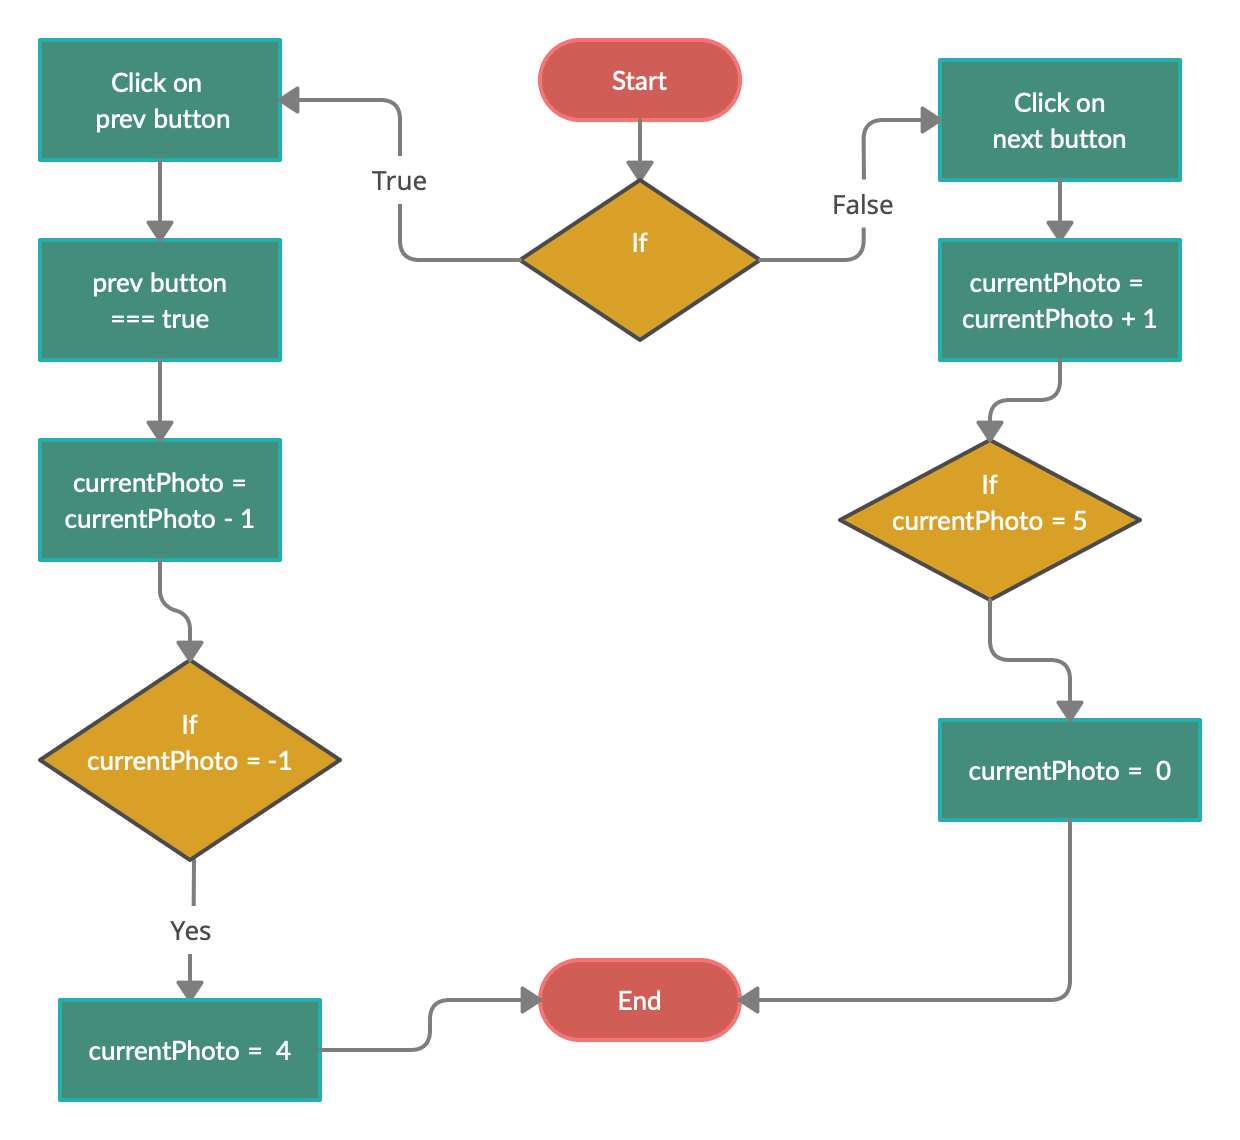 Start
If
True
Click on
prev button
prev button
=== true
currentPhoto =
currentPhoto - 1
If
currentPhoto = -1
Yes
currentPhoto = 4
False
Click on
next button
currentPhoto =
currentPhoto + 1
If
currentPhoto = 5
currentPhoto = 0
End